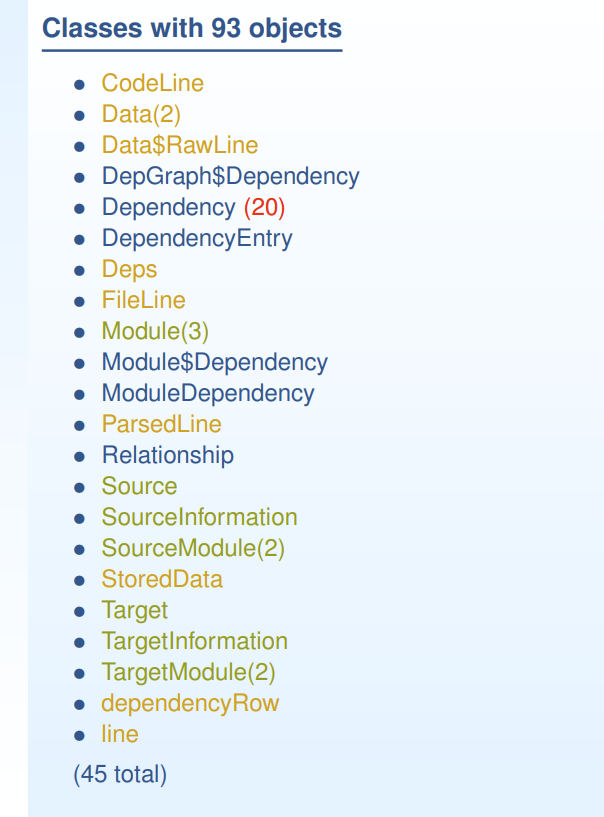 Classes with 93 objects
CodeLine
Data(2)
Data$RawLine
DepGraph$Dependency
Dependency (20)
DependencyEntry
Deps
FileLine
Module(3)
Module$Dependency
ModuleDependency
ParsedLine
Relationship
Source
SourceInformation
SourceModule(2)
StoredData
Target
TargetInformation
TargetModule(2)
dependencyRow
line
(45 total)